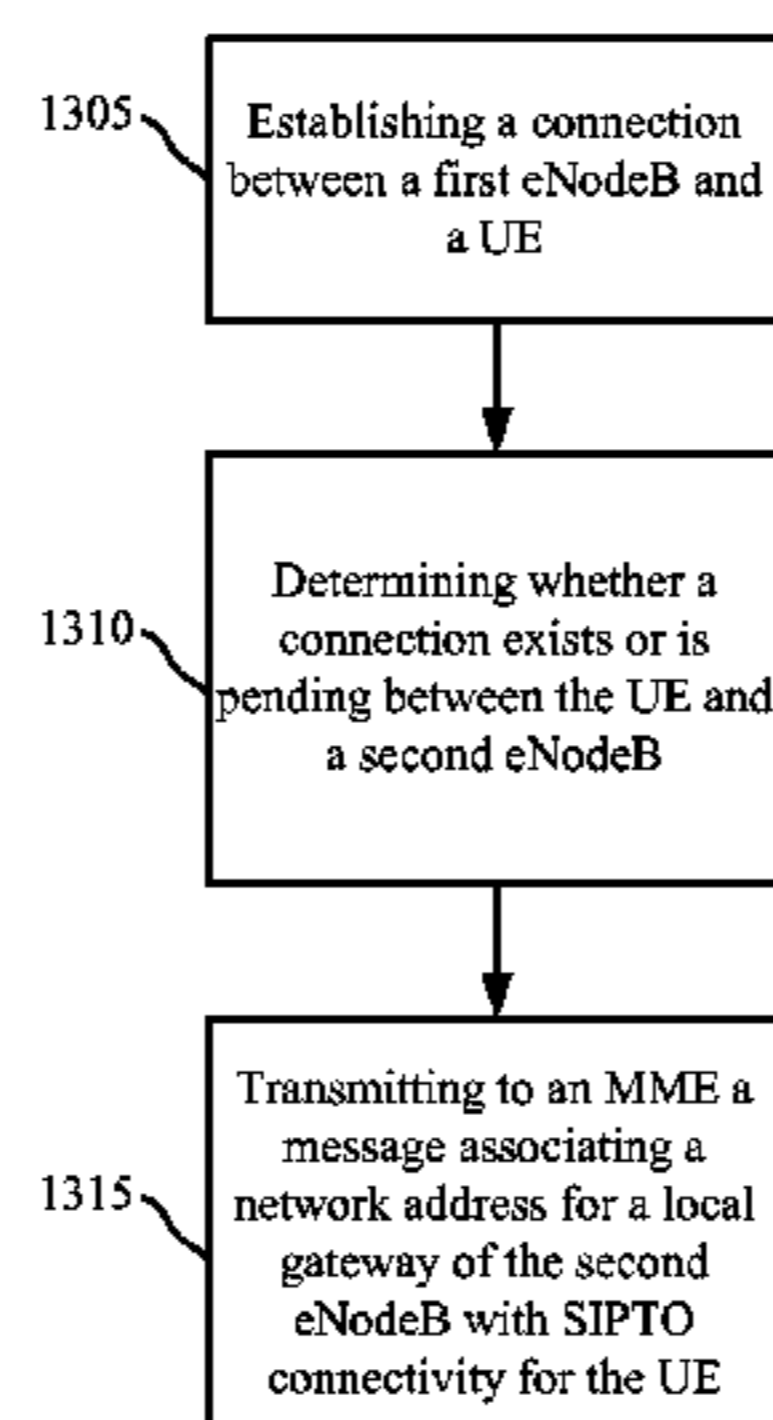 1305
Establishing a connection
between a first eNodeB and
a UE
1310
Determining whether a
connection exists or is
pending between the UE and
a second eNodeB
1315
Transmitting to an MME a
message associating a
network address for a local
gateway of the second
eNodeB with SIPTO
connectivity for the UE